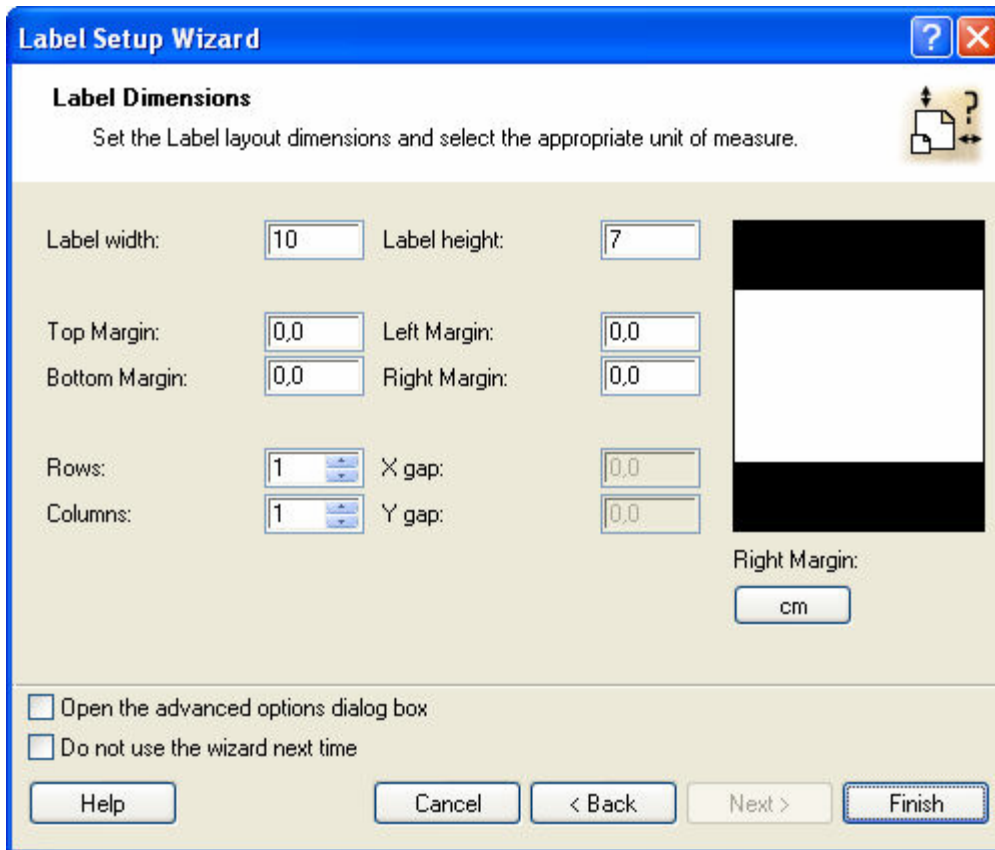 Label Setup Wizard
Label Dimensions
Set the Label layout dimensions and select the appropriate unit of measure.
Label width: 10 Label height: 7
Top Margin: 0,0 Left Margin: 0,0
Bottom Margin: 0,0 Right Margin: 0,0
Rows: 1 X gap: 0,0
Columns: 1 Y gap: 0,0
Right Margin:
cm
Open the advanced options dialog box
Do not use the wizard next time
Help Cancel < Back Next > Finish